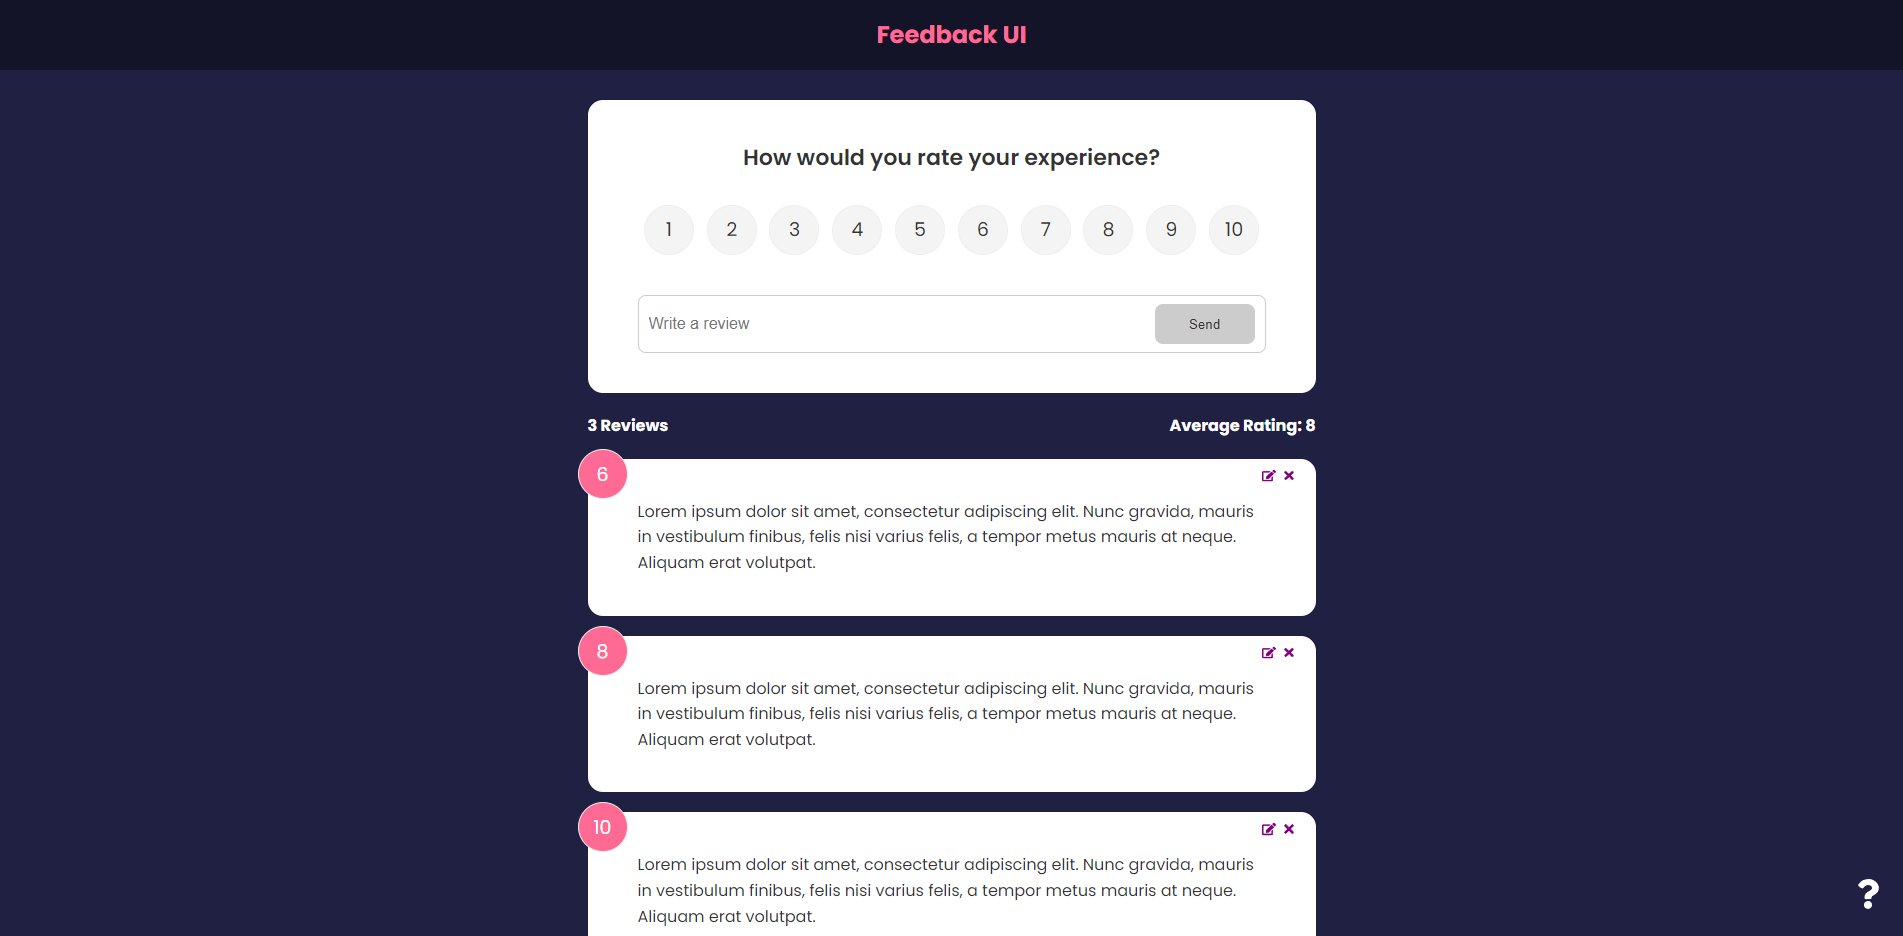 Feedback UI
How would you rate your experience?
1 2 3 4 5 6 7 8 9 10
Write a review
Send
3 Reviews
Average Rating: 8
6
Lorem ipsum dolor sit amet, consectetur adipiscing elit. Nunc gravida, mauris
in vestibulum finibus, felis nisi varius felis, a tempor metus mauris at neque.
Aliquam erat volutpat.
8
Lorem ipsum dolor sit amet, consectetur adipiscing elit. Nunc gravida, mauris
in vestibulum finibus, felis nisi varius felis, a tempor metus mauris at neque.
Aliquam erat volutpat.
10
Lorem ipsum dolor sit amet, consectetur adipiscing elit. Nunc gravida, mauris
in vestibulum finibus, felis nisi varius felis, a tempor metus mauris at neque.
Aliquam erat volutpat.
?